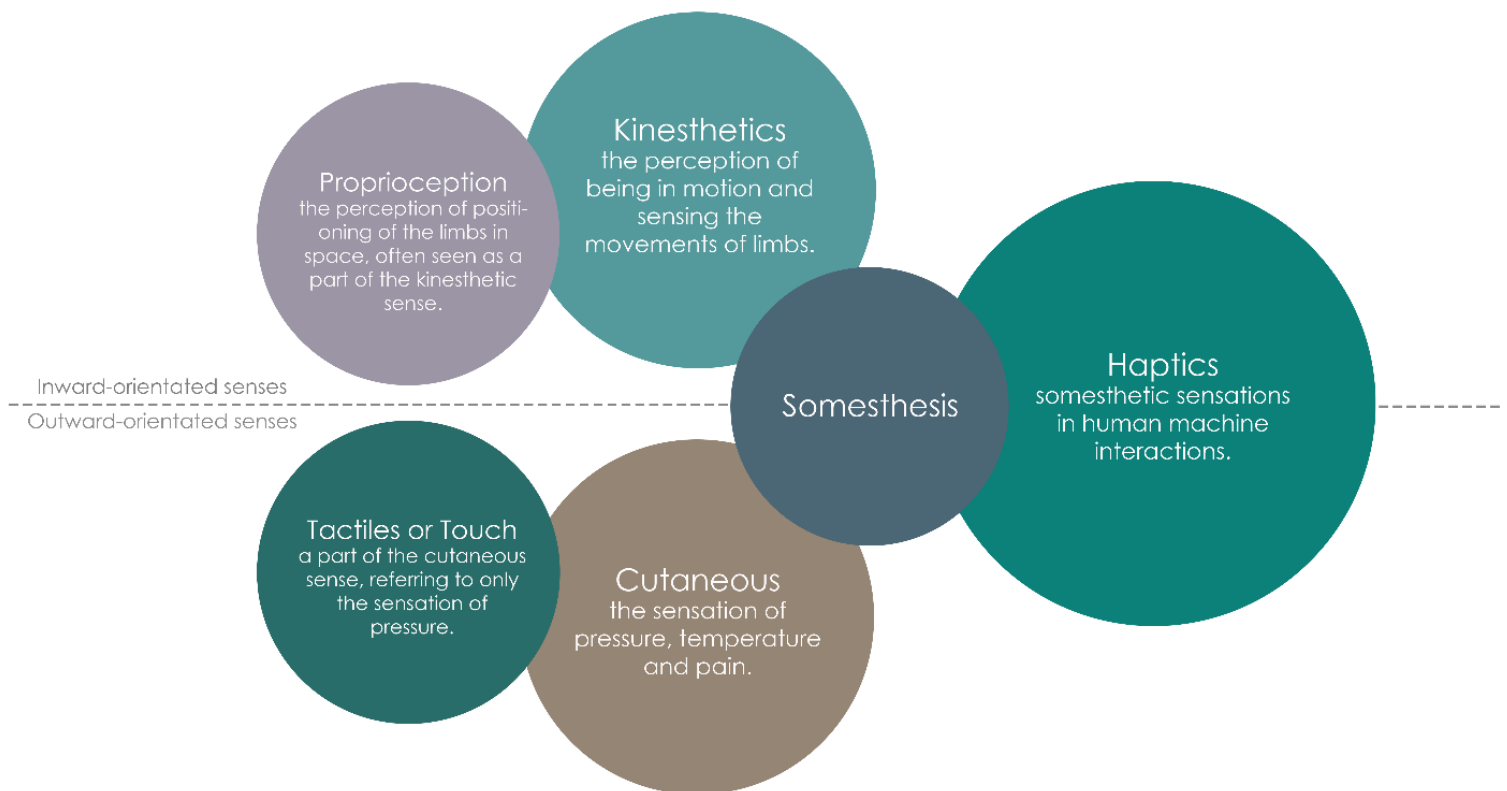 Kinesthetics
the perception of
being in motion and
sensing the
movements of limbs.
Proprioception
the perception of positi-
oning of the limbs in
space, often seen as a
part of the kinesthetic
sense.
Haptics
somesthetic sensations
in human machine
interactions.
Inward-orientated senses
Somesthesis
Outward-orientated senses
Tactiles or Touch
a part of the cutaneous
sense, referring to only
the sensation of
pressure.
Cutaneous
the sensation of
pressure, temperature
and pain.